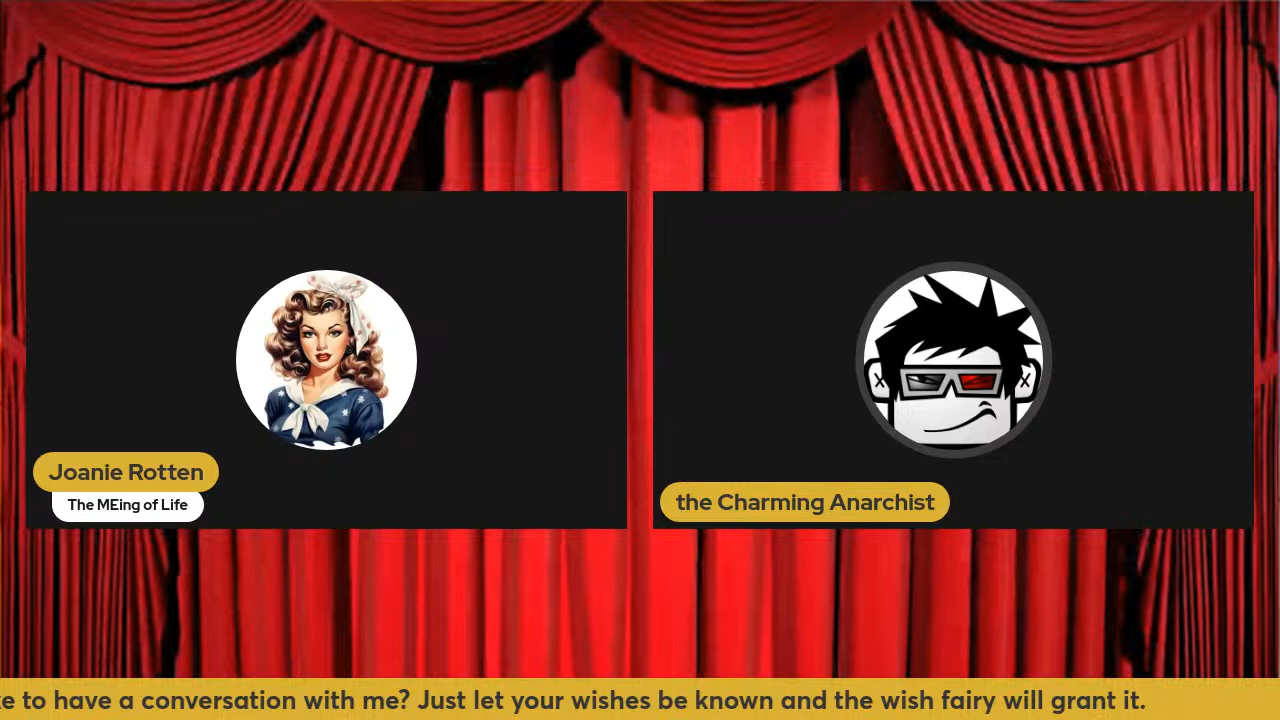 Joanie Rotten
The MEing of Life
the Charming Anarchist
to have a conversation with me? Just let your wishes be known and the wish fairy will grant it.